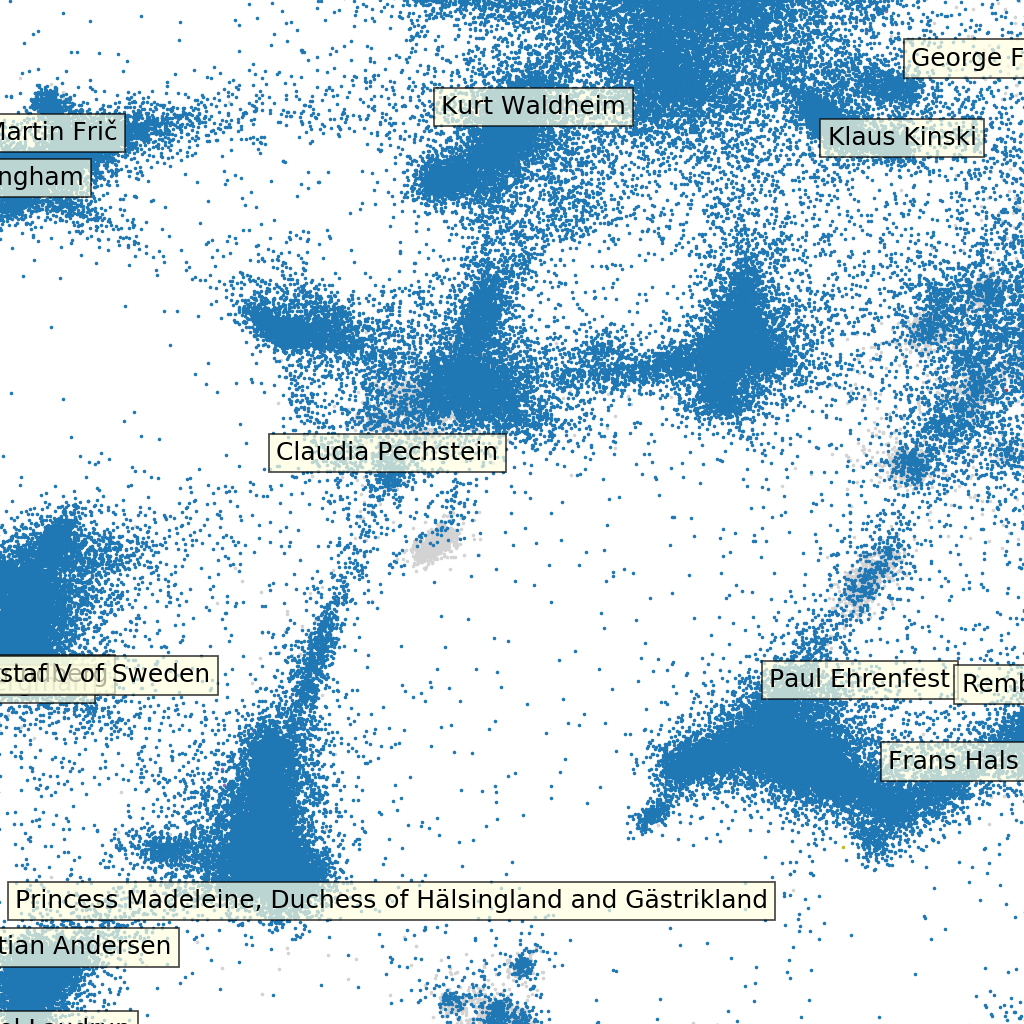 George F
Kurt Waldheim
Martin Frič
Klaus Kinski
ngham
Claudia Pechstein
staf V of Sweden
Paul Ehrenfest
Remb
Frans Hals
Princess Madeleine, Duchess of Hälsingland and Gästrikland
tian Andersen